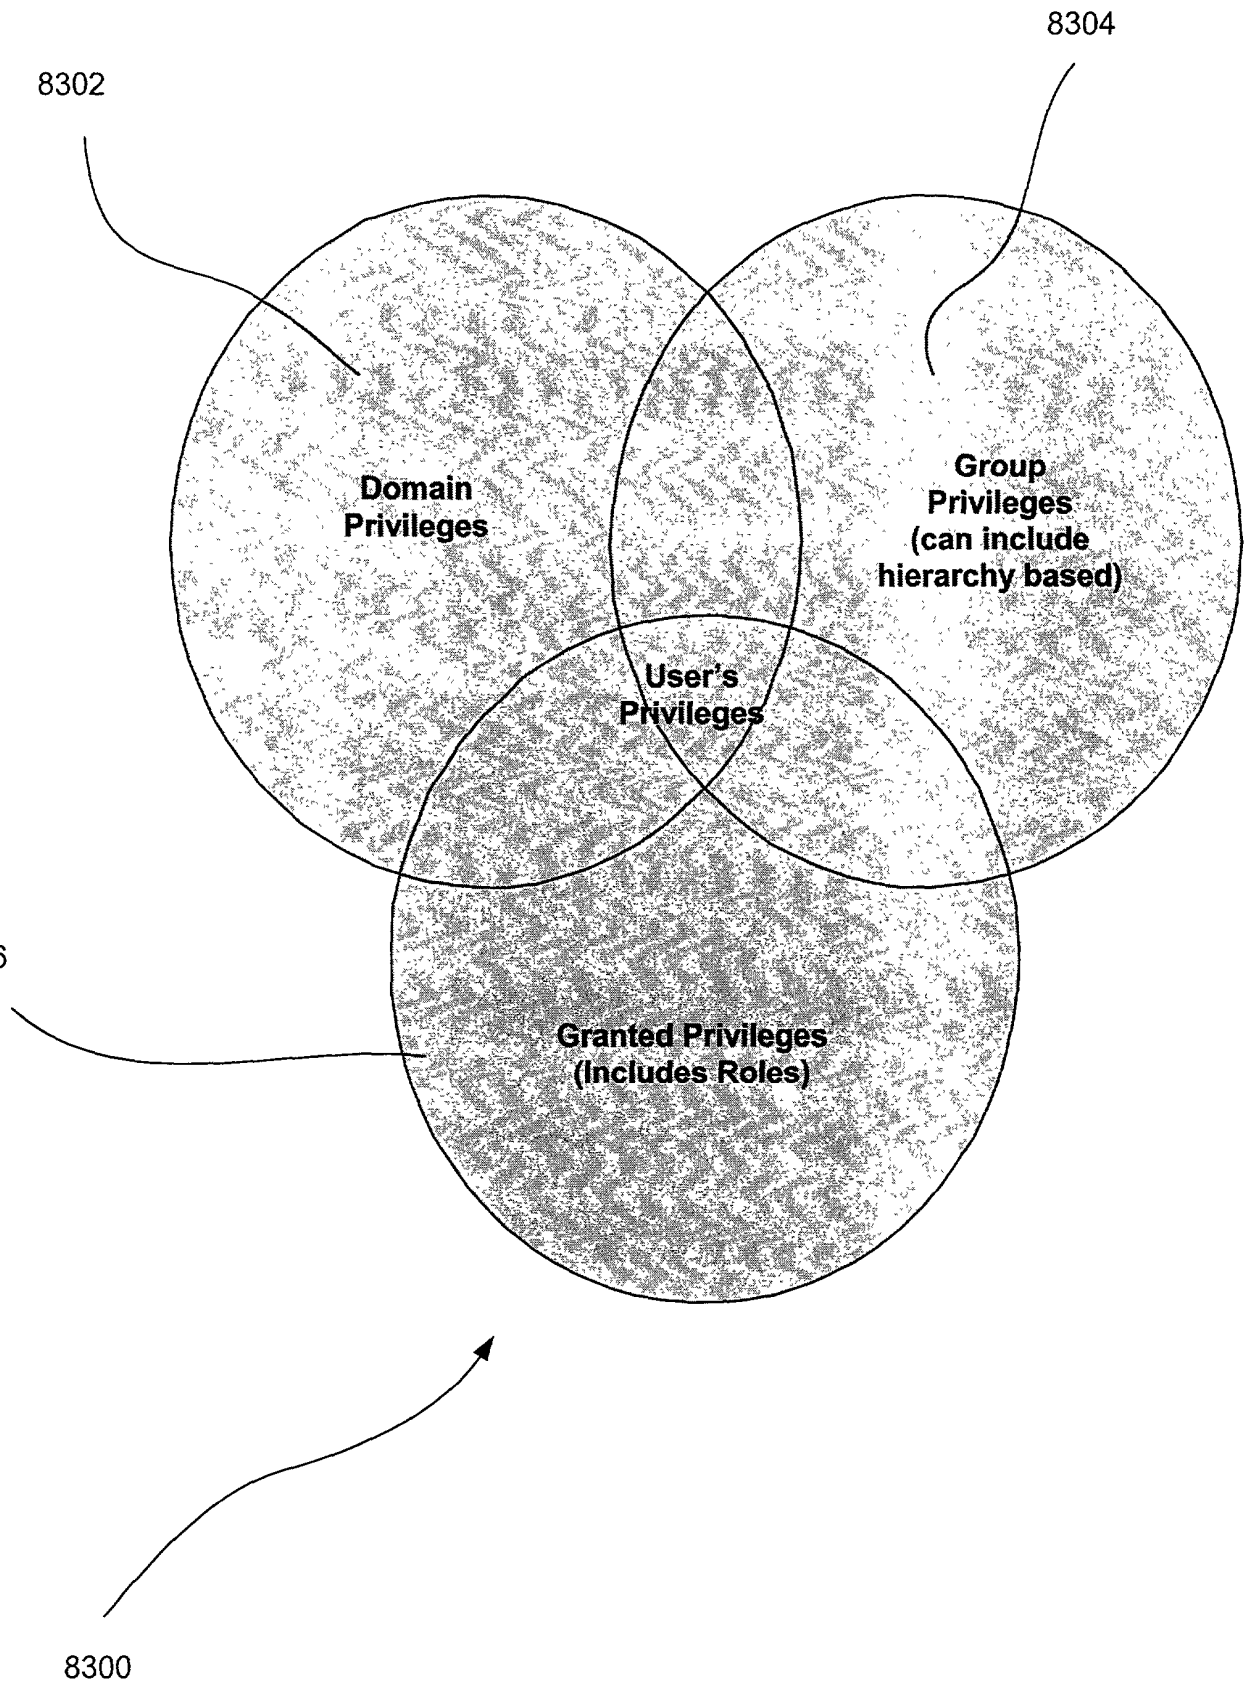 8304
8302
Group
Privileges
(can include
hierarchy based)
Domain
Privileges
User's
Privileges
6
Granted Privileges
(Includes Roles)
8300